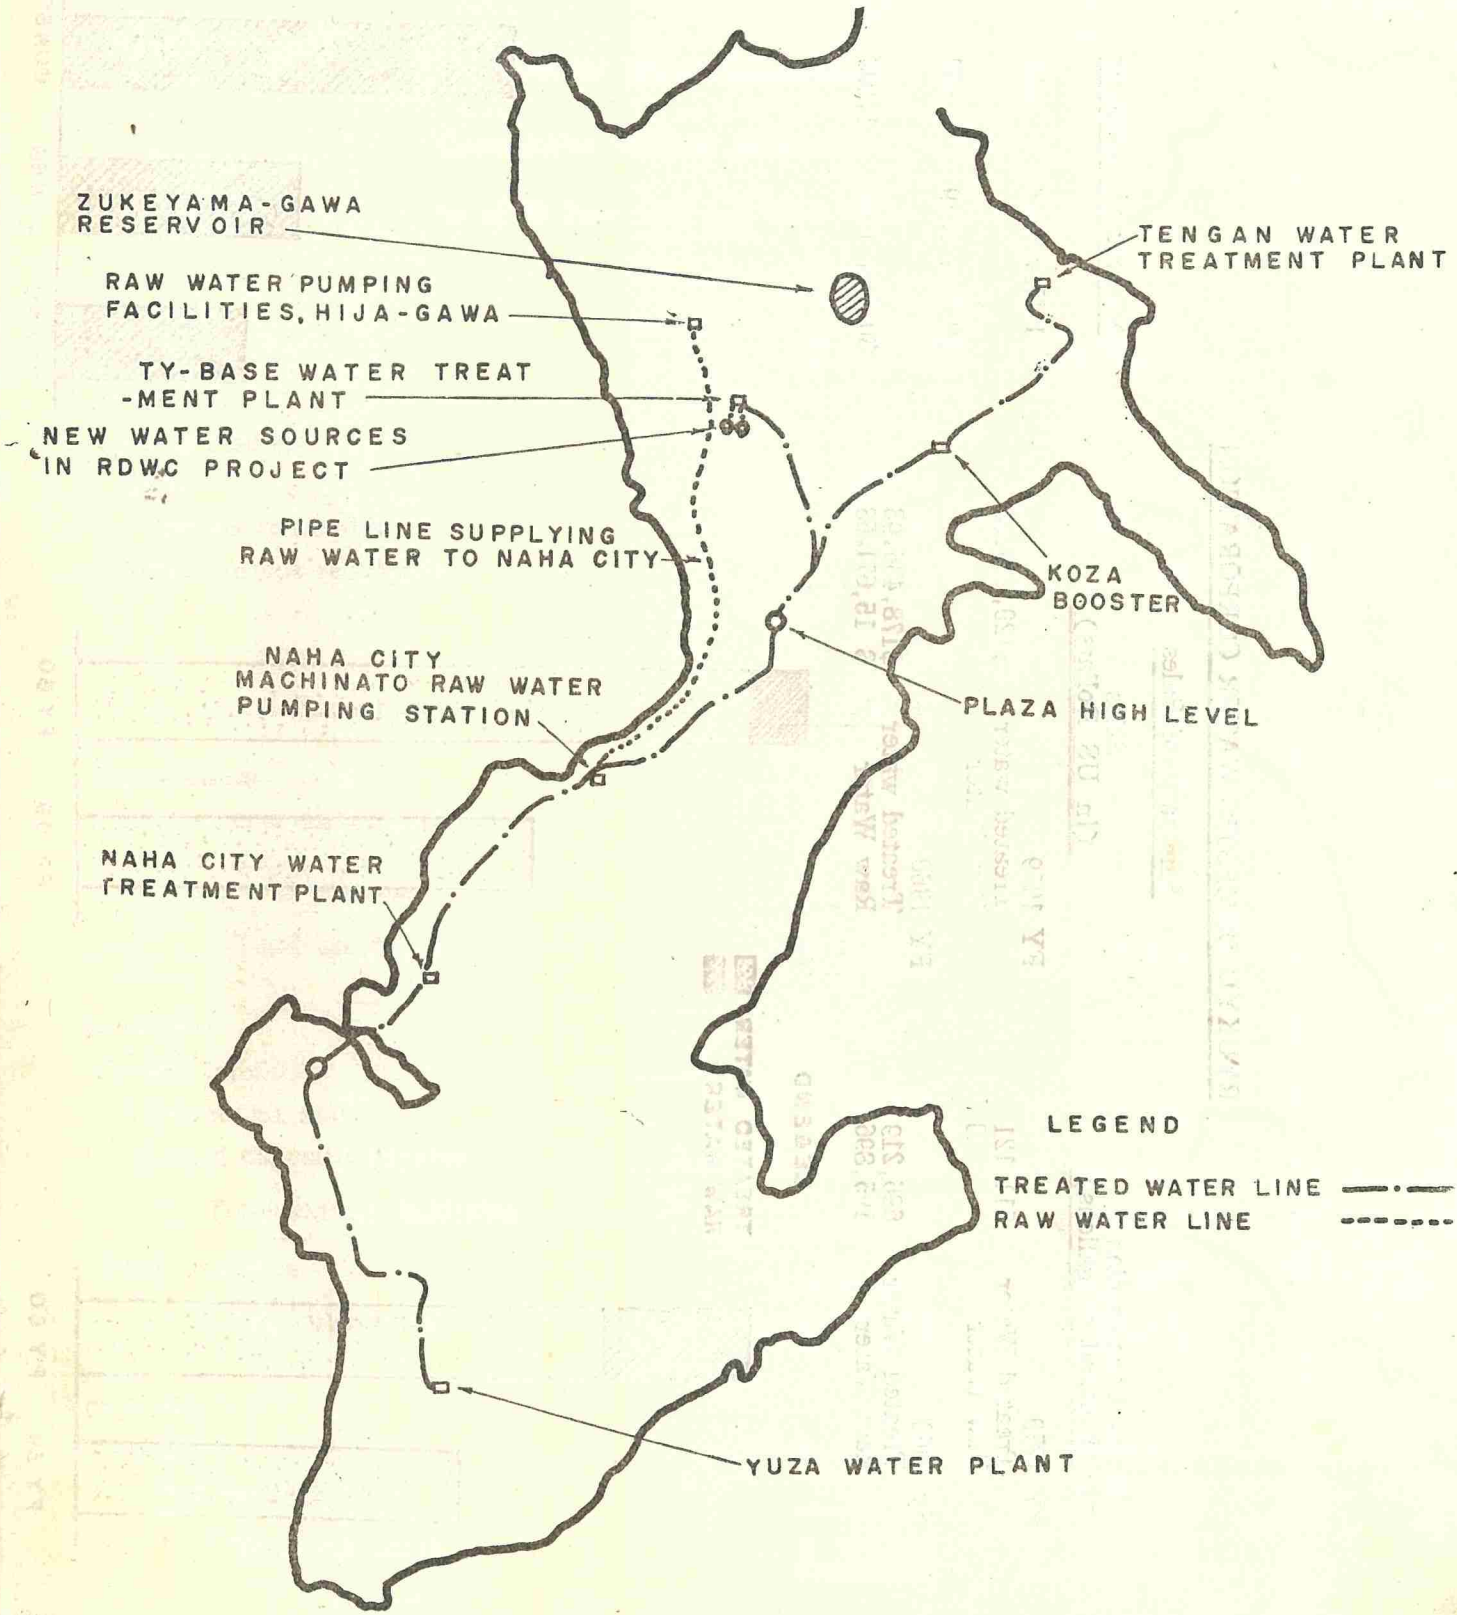 ZUKEYAMA-GAWA
RESERVOIR
TENGAN WATER
TREATMENT PLANT
RAW WATER PUMPING
FACILITIES, HIJA-GAWA
TY-BASE WATER TREAT
-MENT PLANT
NEW WATER SOURCES
IN RDWC PROJECT
PIPE LINE SUPPLYING
RAW WATER TO NAHA CITY
KOZA
BOOSTER
NAHA CITY
MACHINATO RAW WATER
PUMPING STATION
PLAZA HIGH LEVEL
NAHA CITY WATER
TREATMENT PLANT
LEGEND
TREATED WATER LINE
RAW WATER LINE
YUZA WATER PLANT